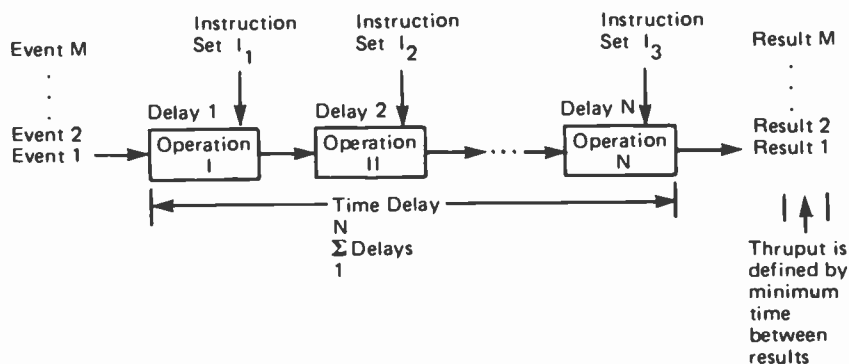 Event M
.
.
.
Event 2
Event 1
Instruction
Set I1
Delay 1
Operation
I
Instruction
Set I2
Delay 2
Operation
II
...
Instruction
Set I3
Delay N
Operation
N
Result M
.
.
.
Result 2
Result 1
Time Delay
N
Σ Delays
1
Thruput is
defined by
minimum
time
between
results